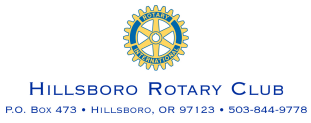 ROTARY
INTERNATIONAL
HILLSBORO ROTARY CLUB
P.O. BOX 473 • HILLSBORO, OR 97123 • 503-844-9778